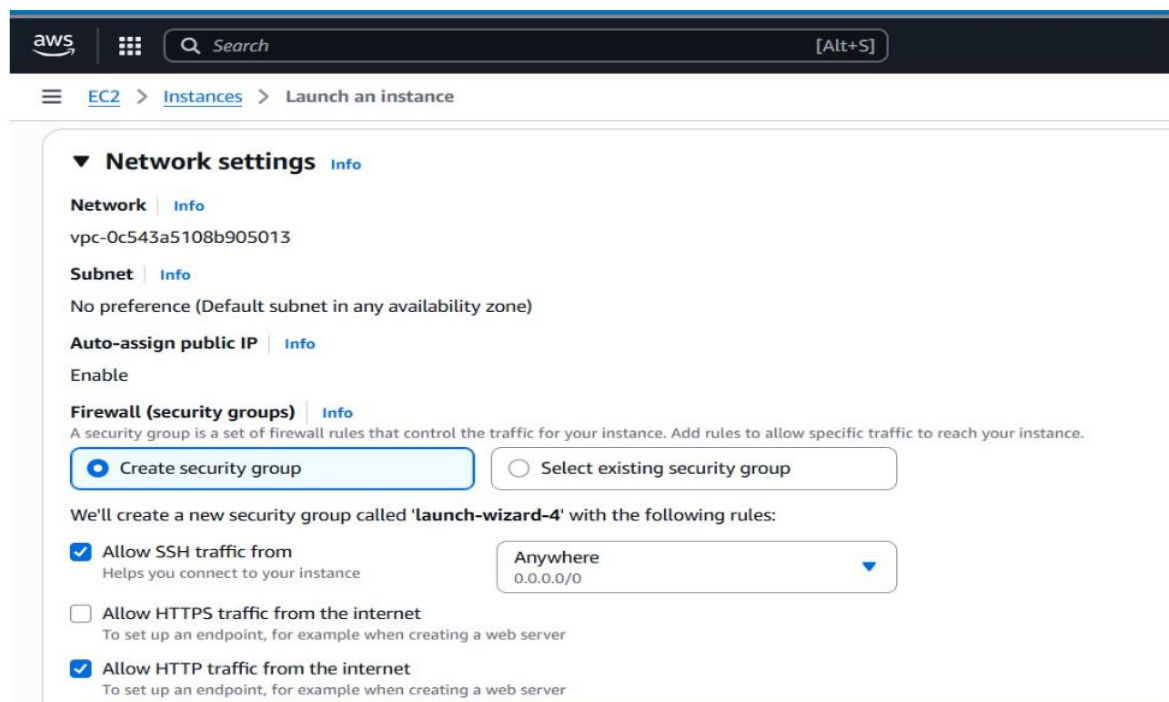 aws
Search [Alt+S]
EC2 > Instances > Launch an instance
Network settings Info
Network Info
vpc-0c543a5108b905013
Subnet Info
No preference (Default subnet in any availability zone)
Auto-assign public IP Info
Enable
Firewall (security groups) Info
A security group is a set of firewall rules that control the traffic for your instance. Add rules to allow specific traffic to reach your instance.
Create security group Select existing security group
We'll create a new security group called 'launch-wizard-4' with the following rules:
Allow SSH traffic from Anywhere
Helps you connect to your instance 0.0.0.0/0
Allow HTTPS traffic from the internet
To set up an endpoint, for example when creating a web server
Allow HTTP traffic from the internet
To set up an endpoint, for example when creating a web server